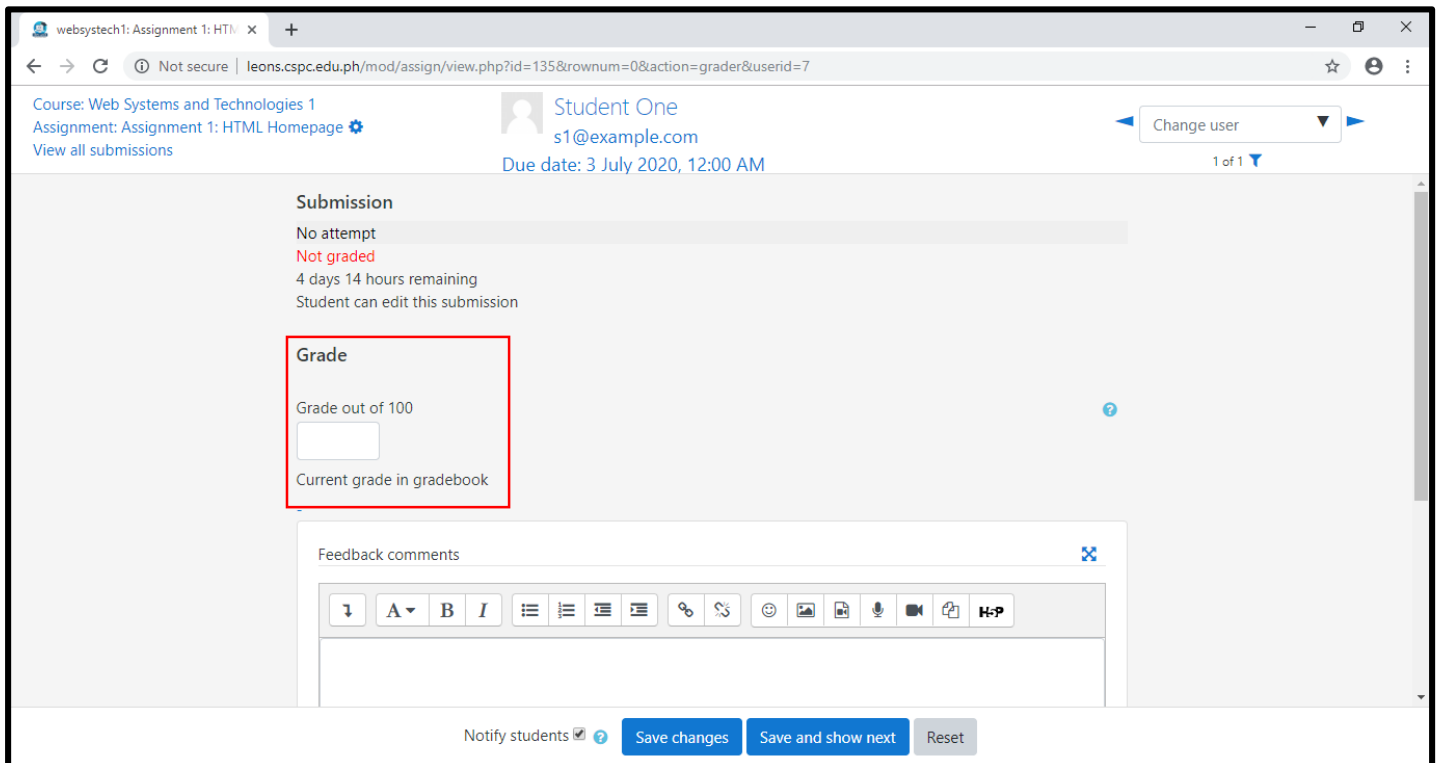 websystech1: Assignment 1: HTM
Not secure | leons.cspc.edu.ph/mod/assign/view.php?id=135&rownum=0&action=grader&userid=7
Course: Web Systems and Technologies 1
Assignment: Assignment 1: HTML Homepage
View all submissions
Student One
s1@example.com
Due date: 3 July 2020, 12:00 AM
Change user
1 of 1
Submission
No attempt
Not graded
4 days 14 hours remaining
Student can edit this submission
Grade
Grade out of 100
Current grade in gradebook
Feedback comments
A B I H5P
Notify students Save changes Save and show next Reset